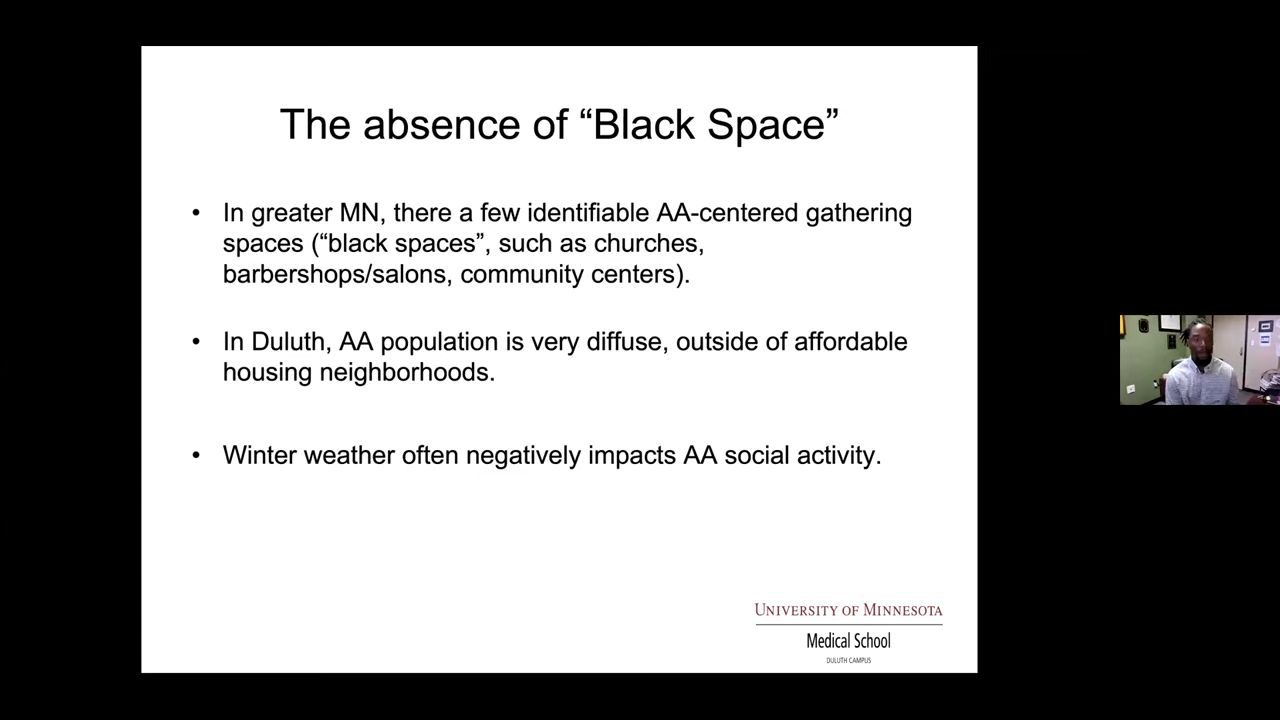 The absence of “Black Space”
• In greater MN, there a few identifiable AA-centered gathering
spaces (“black spaces”, such as churches,
barbershops/salons, community centers).
• In Duluth, AA population is very diffuse, outside of affordable
housing neighborhoods.
• Winter weather often negatively impacts AA social activity.
UNIVERSITY OF MINNESOTA
Medical School
DULUTH CAMPUS